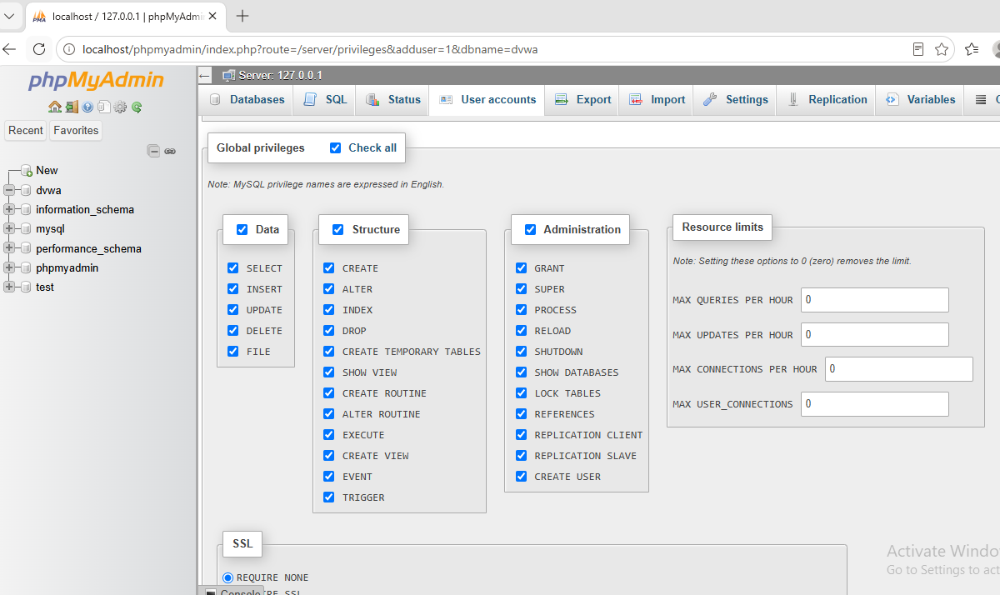 localhost / 127.0.0.1 | phpMyAdmi
localhost/phpmyadmin/index.php?route=/server/privileges&adduser=1&dbname=dvwa
phpMyAdmin
Recent Favorites
New
dvwa
information_schema
mysql
performance_schema
phpmyadmin
test
Server: 127.0.0.1
Databases SQL Status User accounts Export Import Settings Replication Variables
Global privileges Check all
Note: MySQL privilege names are expressed in English.
Data
SELECT
INSERT
UPDATE
DELETE
FILE
Structure
CREATE
ALTER
INDEX
DROP
CREATE TEMPORARY TABLES
SHOW VIEW
CREATE ROUTINE
ALTER ROUTINE
EXECUTE
CREATE VIEW
EVENT
TRIGGER
Administration
GRANT
SUPER
PROCESS
RELOAD
SHUTDOWN
SHOW DATABASES
LOCK TABLES
REFERENCES
REPLICATION CLIENT
REPLICATION SLAVE
CREATE USER
Resource limits
Note: Setting these options to 0 (zero) removes the limit.
MAX QUERIES PER HOUR 0
MAX UPDATES PER HOUR 0
MAX CONNECTIONS PER HOUR 0
MAX USER_CONNECTIONS 0
SSL
REQUIRE NONE
Console
SSL
Activate Windo
Go to Settings to act